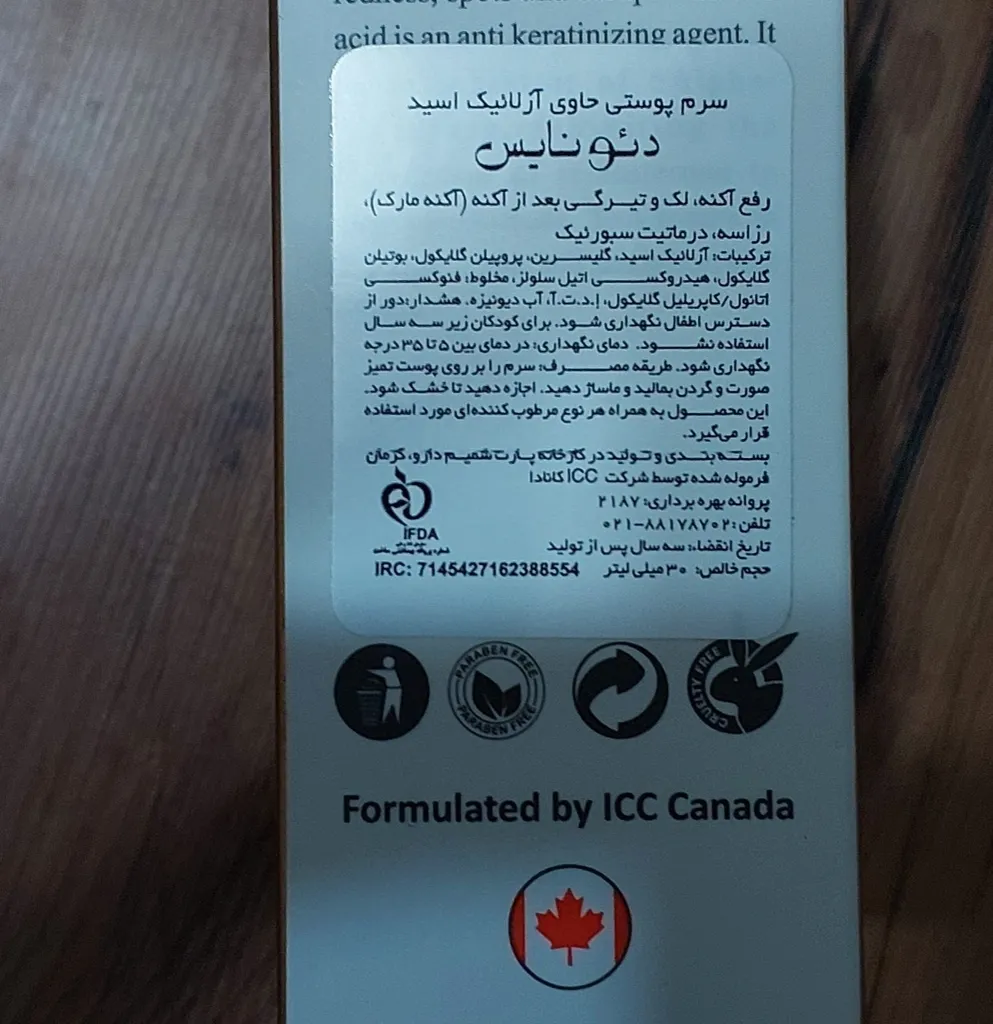 acid is an anti keratinizing agent. It
سرم پوستی حاوی آزلائیک اسید
دئو نایس
رفع آکنه، لک و تیرگی بعد از آکنه (آکنه مارک)،
رزاسه، درماتیت سبورئیک
ترکیبات: آزلائیک اسید، گلیسرین، پروپیلن گلایکول، بوتیلن
گلایکول، هیدروکسی اتیل سلولز، مخلوط: فنوکسی
اتانول/کاپریلیل گلایکول، إ.د.ت.آ، آب دیونیزه. هشدار: دور از
دسترس اطفال نگهداری شود. برای کودکان زیر سه سال
استفاده نشود. دمای نگهداری: در دمای بین ۵ تا ۳۵ درجه
نگهداری شود. طریقه مصرف: سرم را بر روی پوست تمیز
صورت و گردن بمالید و ماساژ دهید. اجازه دهید تا خشک شود.
این محصول به همراه هر نوع مرطوب کننده‌ای مورد استفاده
قرار می‌گیرد.
بسته بندی و تولید در کارخانه پارت شمیم دارو، کرمان
فرموله شده توسط شرکت ICC کانادا
پروانه بهره برداری: ۲۱۸۷
تلفن: ۰۲۱-۸۸۱۷۸۷۰۲
IFDA
تاریخ انقضاء: سه سال پس از تولید
حجم خالص: ۳۰ میلی لیتر
IRC: 7145427162388554
PARABEN FREE
PARABEN FREE
CRUELTY FREE
Formulated by ICC Canada